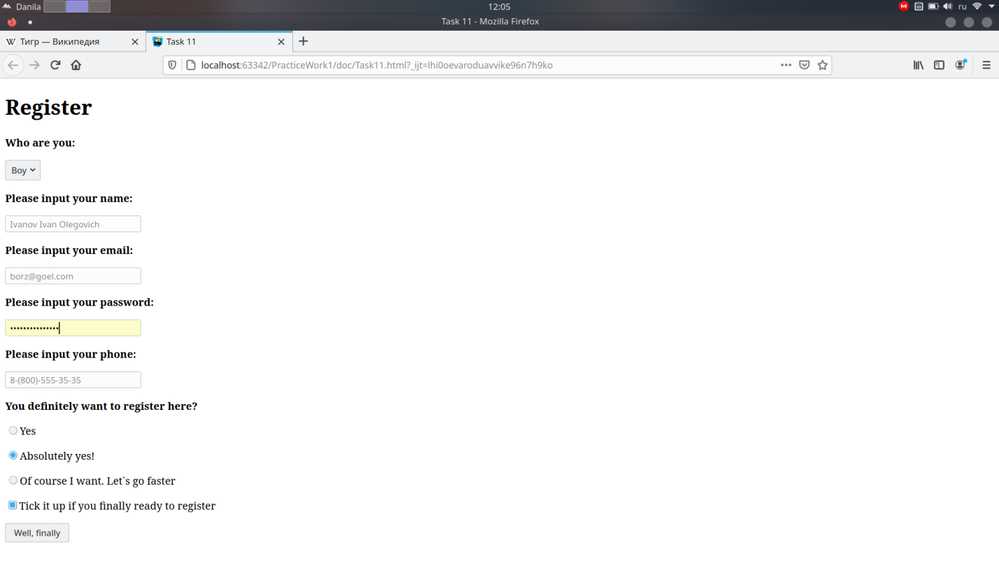 Danila
12:05
ru
Task 11 - Mozilla Firefox
W Тигр — Википедия
Task 11
localhost:63342/PracticeWork1/doc/Task11.html?_ijt=lhi0oevaroduavvike96n7h9ko
Register
Who are you:
Boy
Please input your name:
Ivanov Ivan Olegovich
Please input your email:
borz@goel.com
Please input your password:
•••••••••••••••
Please input your phone:
8-(800)-555-35-35
You definitely want to register here?
Yes
Absolutely yes!
Of course I want. Let`s go faster
Tick it up if you finally ready to register
Well, finally